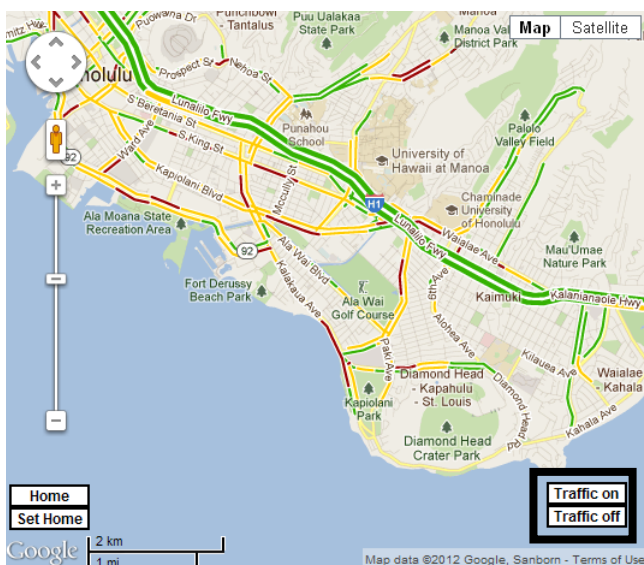 Punchbowl
- Tantalus
Puowaina Dr
Puu Ualakaa
State Park
Manoa
Manoa Val
District Park
Map
Satellite
Prospect St
Nehoa St
Lunalilo Fwy
S Beretania St
S King St
Ward Ave
Punahou
School
University of
Hawaii at Manoa
Palolo
Valley Field
92
Kapiolani Blvd
Mccully St
H1
Chaminade
University
of Honolulu
Lunalilo Fwy
Waialae Ave
Ala Moana State
Recreation Area
92
Ala Wai Blvd
Mau'Umae
Nature Park
Fort Derussy
Beach Park
Kalakaua Ave
Ala Wai
Golf Course
6th Ave
Kaimuki
Kalanianaole Hwy
Alohea Ave
Paki Ave
Kilauea Ave
Waialae
- Kahala
Diamond Head
- Kapahulu
- St. Louis
Diamond Head Rd
Kapiolani
Park
Kahala Ave
Diamond Head
Crater Park
Home
Set Home
Traffic on
Traffic off
Google
2 km
1 mi
Map data ©2012 Google, Sanborn - Terms of Use